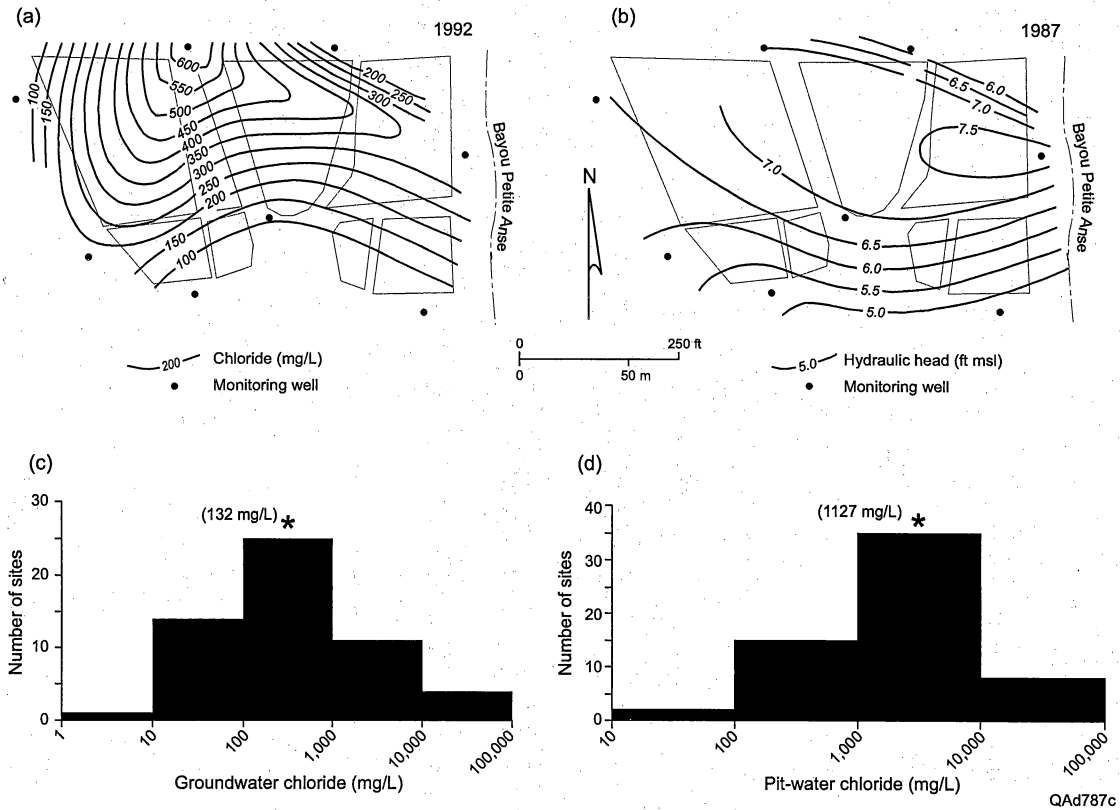 (a)
1992
600
550
500
450
400
350
300
250
200
150
100
100
150
200
250
300
Bayou Petite Anse
200 Chloride (mg/L)
Monitoring well
N
0 250 ft
0 50 m
(b)
1987
6.0
6.5
7.0
7.5
7.0
6.5
6.0
5.5
5.0
Bayou Petite Anse
5.0 Hydraulic head (ft msl)
Monitoring well
(c)
(132 mg/L) *
Number of sites
30
20
10
0
1 10 100 1,000 10,000 100,000
Groundwater chloride (mg/L)
(d)
(1127 mg/L) *
Number of sites
40
30
20
10
0
10 100 1,000 10,000 100,000
Pit-water chloride (mg/L)
QAd787c